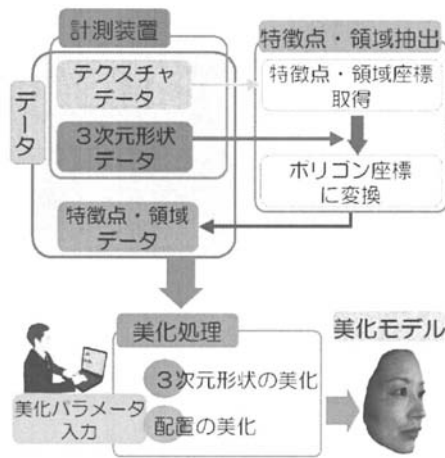 計測装置
特徴点・領域抽出
データ
テクスチャ
データ
3次元形状
データ
特徴点・領域座標
取得
ポリゴン座標
に変換
特徴点・領域
データ
美化処理
3次元形状の美化
配置の美化
美化パラメータ
入力
美化モデル